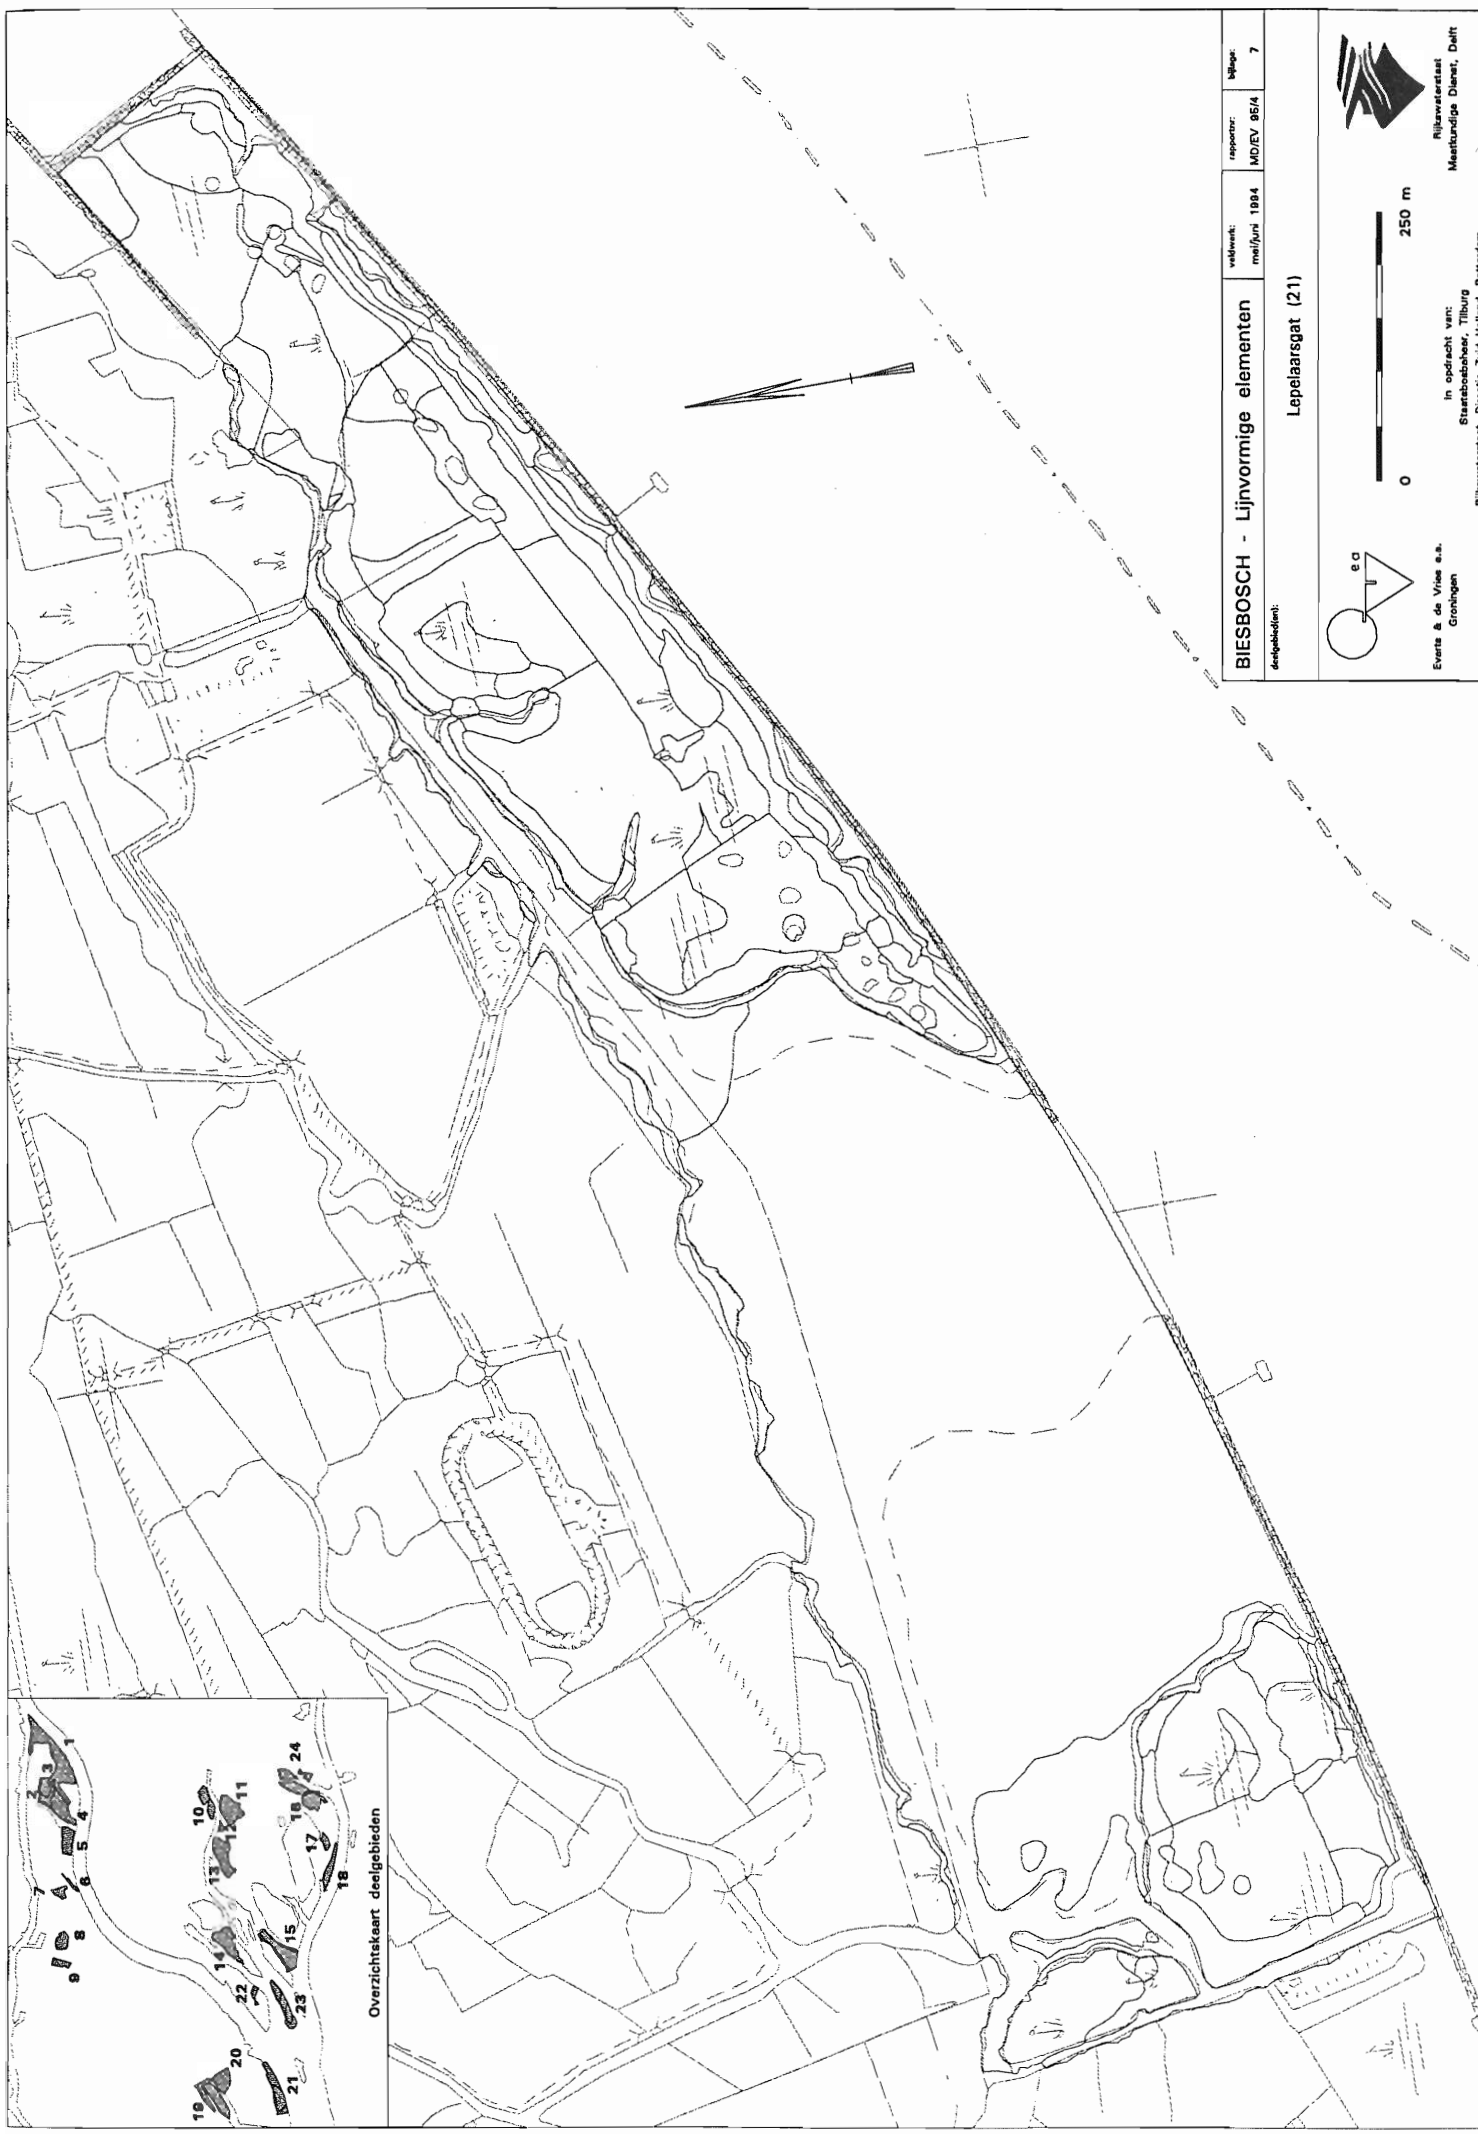 BIESBOSCH - Lijnvormige elementen
veldwerk:
mei/juni 1994
rapportnr:
MD/EV 95/4
bijlage:
7
deelgebied(en):
Lepelaarsgat (21)
e a
Everts & de Vries e.a.
Groningen
0
250 m
In opdracht van:
Staatsbosbeheer, Tilburg
Rijkswaterstaat
Meetkundige Dienst, Delft
1
2
3
4
5
6
7
8
9
10
11
12
13
14
15
16
17
18
19
20
21
22
23
24
Overzichtskaart deelgebieden